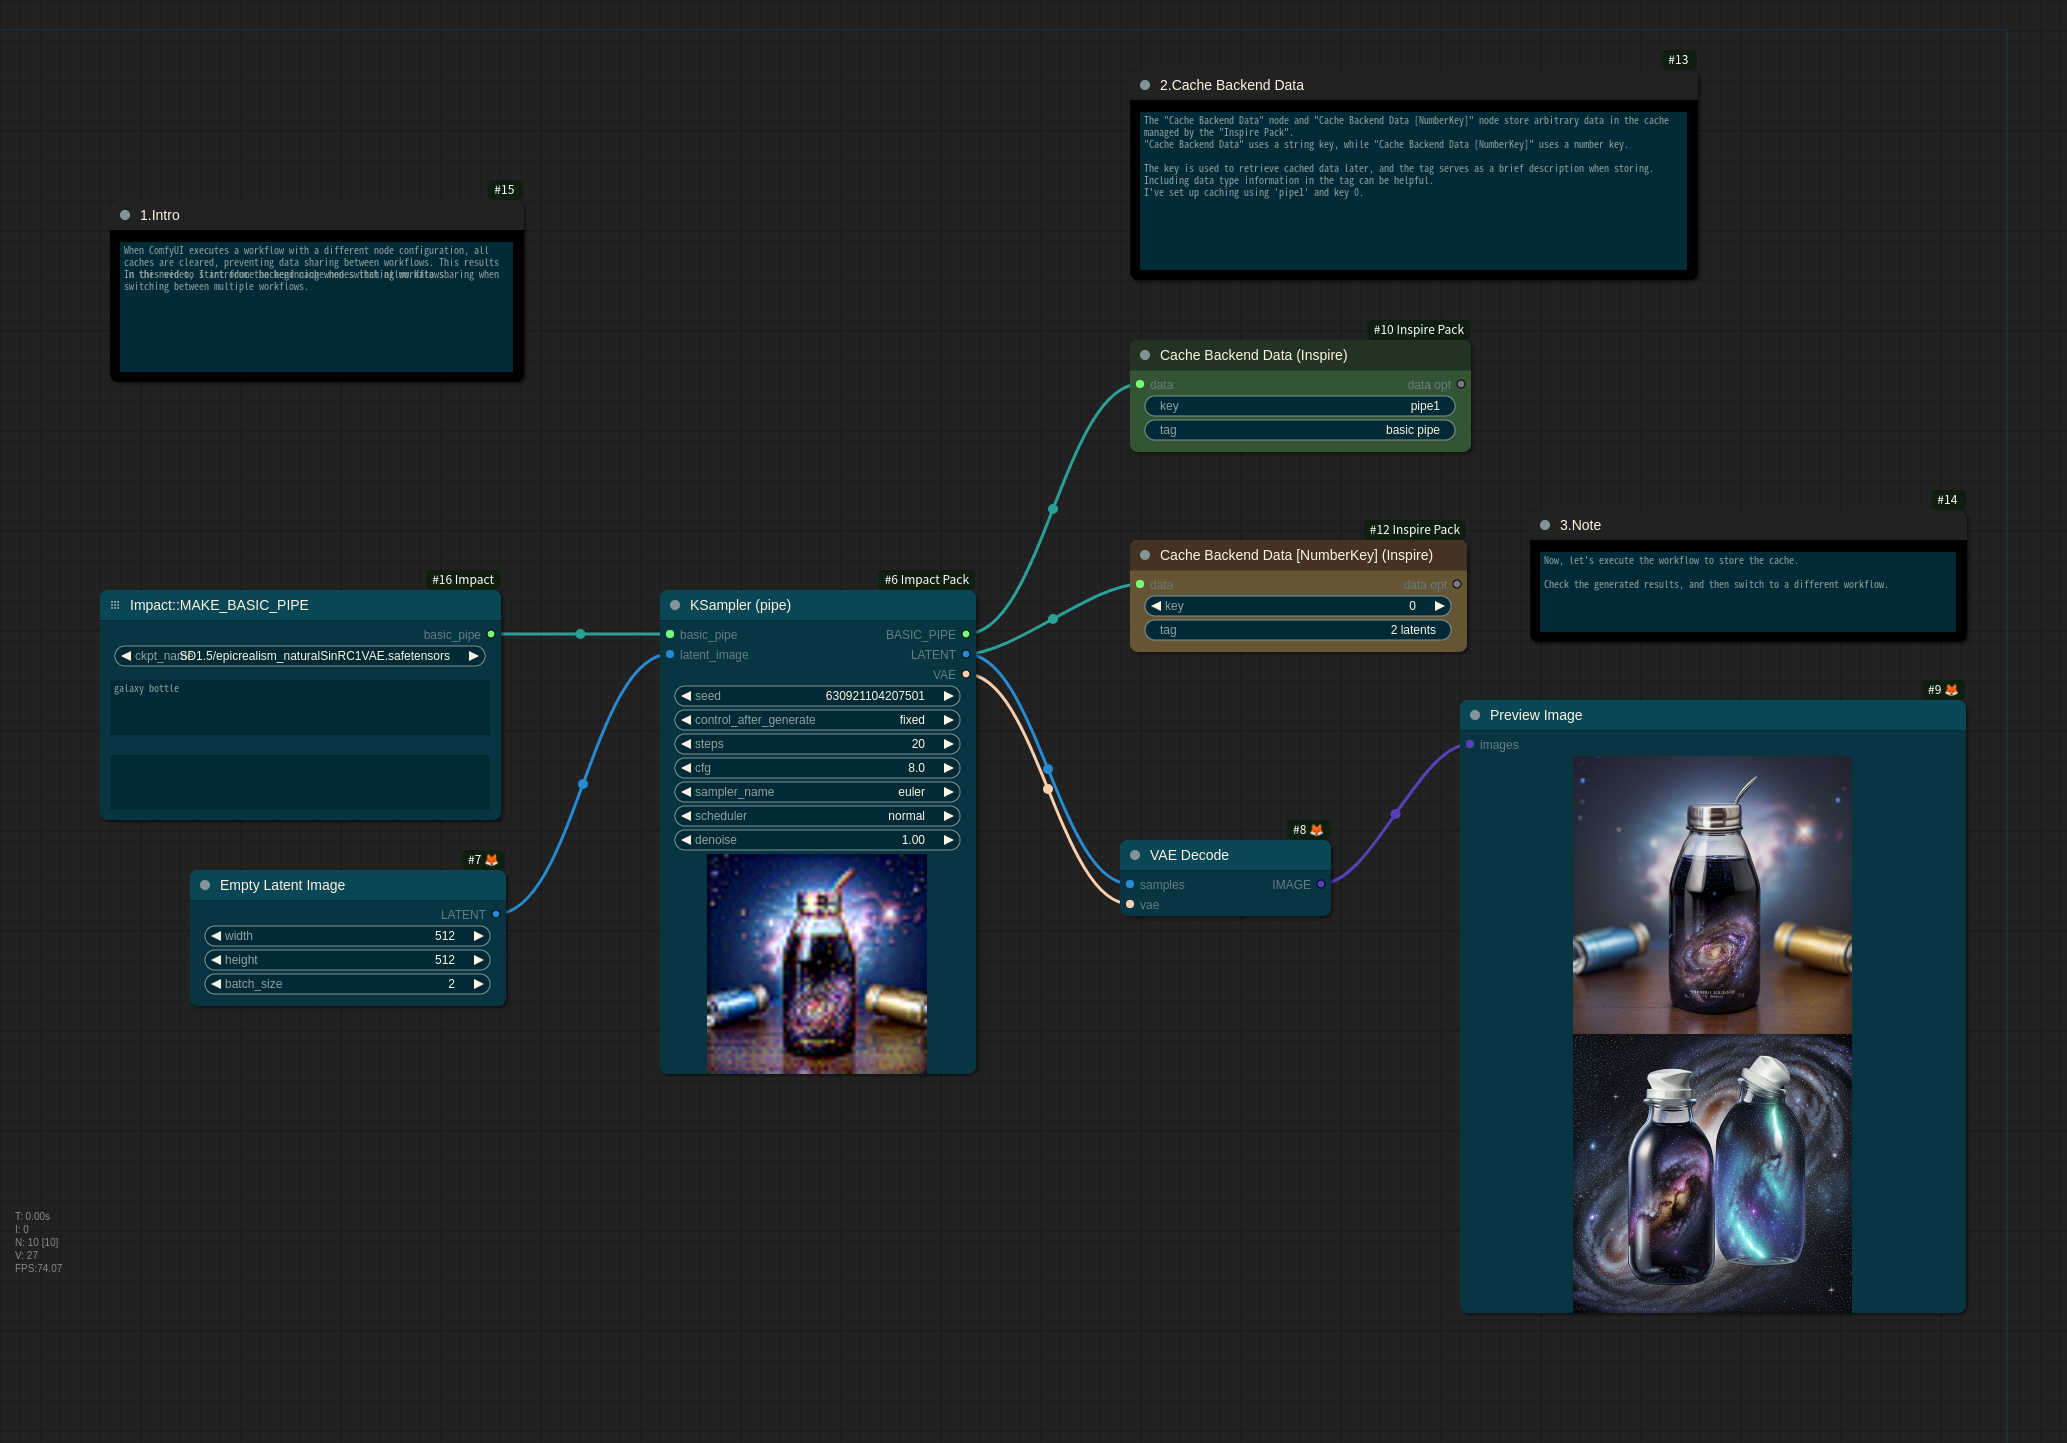 #13
2.Cache Backend Data
The "Cache Backend Data" node and "Cache Backend Data [NumberKey]" node store arbitrary data in the cache
managed by the "Inspire Pack".
"Cache Backend Data" uses a string key, while "Cache Backend Data [NumberKey]" uses a number key.
The key is used to retrieve cached data later, and the tag serves as a brief description when storing.
Including data type information in the tag can be helpful.
I've set up caching using 'pipe1' and key 0.
#15
1.Intro
When ComfyUI executes a workflow with a different node configuration, all
caches are cleared, preventing data sharing between workflows. This results
switching between multiple workflows.
#10 Inspire Pack
Cache Backend Data (Inspire)
data data opt
key pipe1
tag basic pipe
#12 Inspire Pack
Cache Backend Data [NumberKey] (Inspire)
data data opt
key 0
tag 2 latents
#14
3.Note
Now, let's execute the workflow to store the cache.
Check the generated results, and then switch to a different workflow.
#16 Impact
Impact::MAKE_BASIC_PIPE
basic_pipe
SD1.5/epicrealism_naturalSinRC1VAE.safetensors
galaxy bottle
#6 Impact Pack
KSampler (pipe)
basic_pipe BASIC_PIPE
latent_image LATENT
VAE
seed 630921104207501
control_after_generate fixed
steps 20
cfg 8.0
sampler_name euler
scheduler normal
denoise 1.00
#7 🦊
Empty Latent Image
LATENT
width 512
height 512
batch_size 2
#8 🦊
VAE Decode
samples IMAGE
vae
#9 🦊
Preview Image
images
T: 0.00s
I: 0
N: 10 [10]
V: 27
FPS:74.07